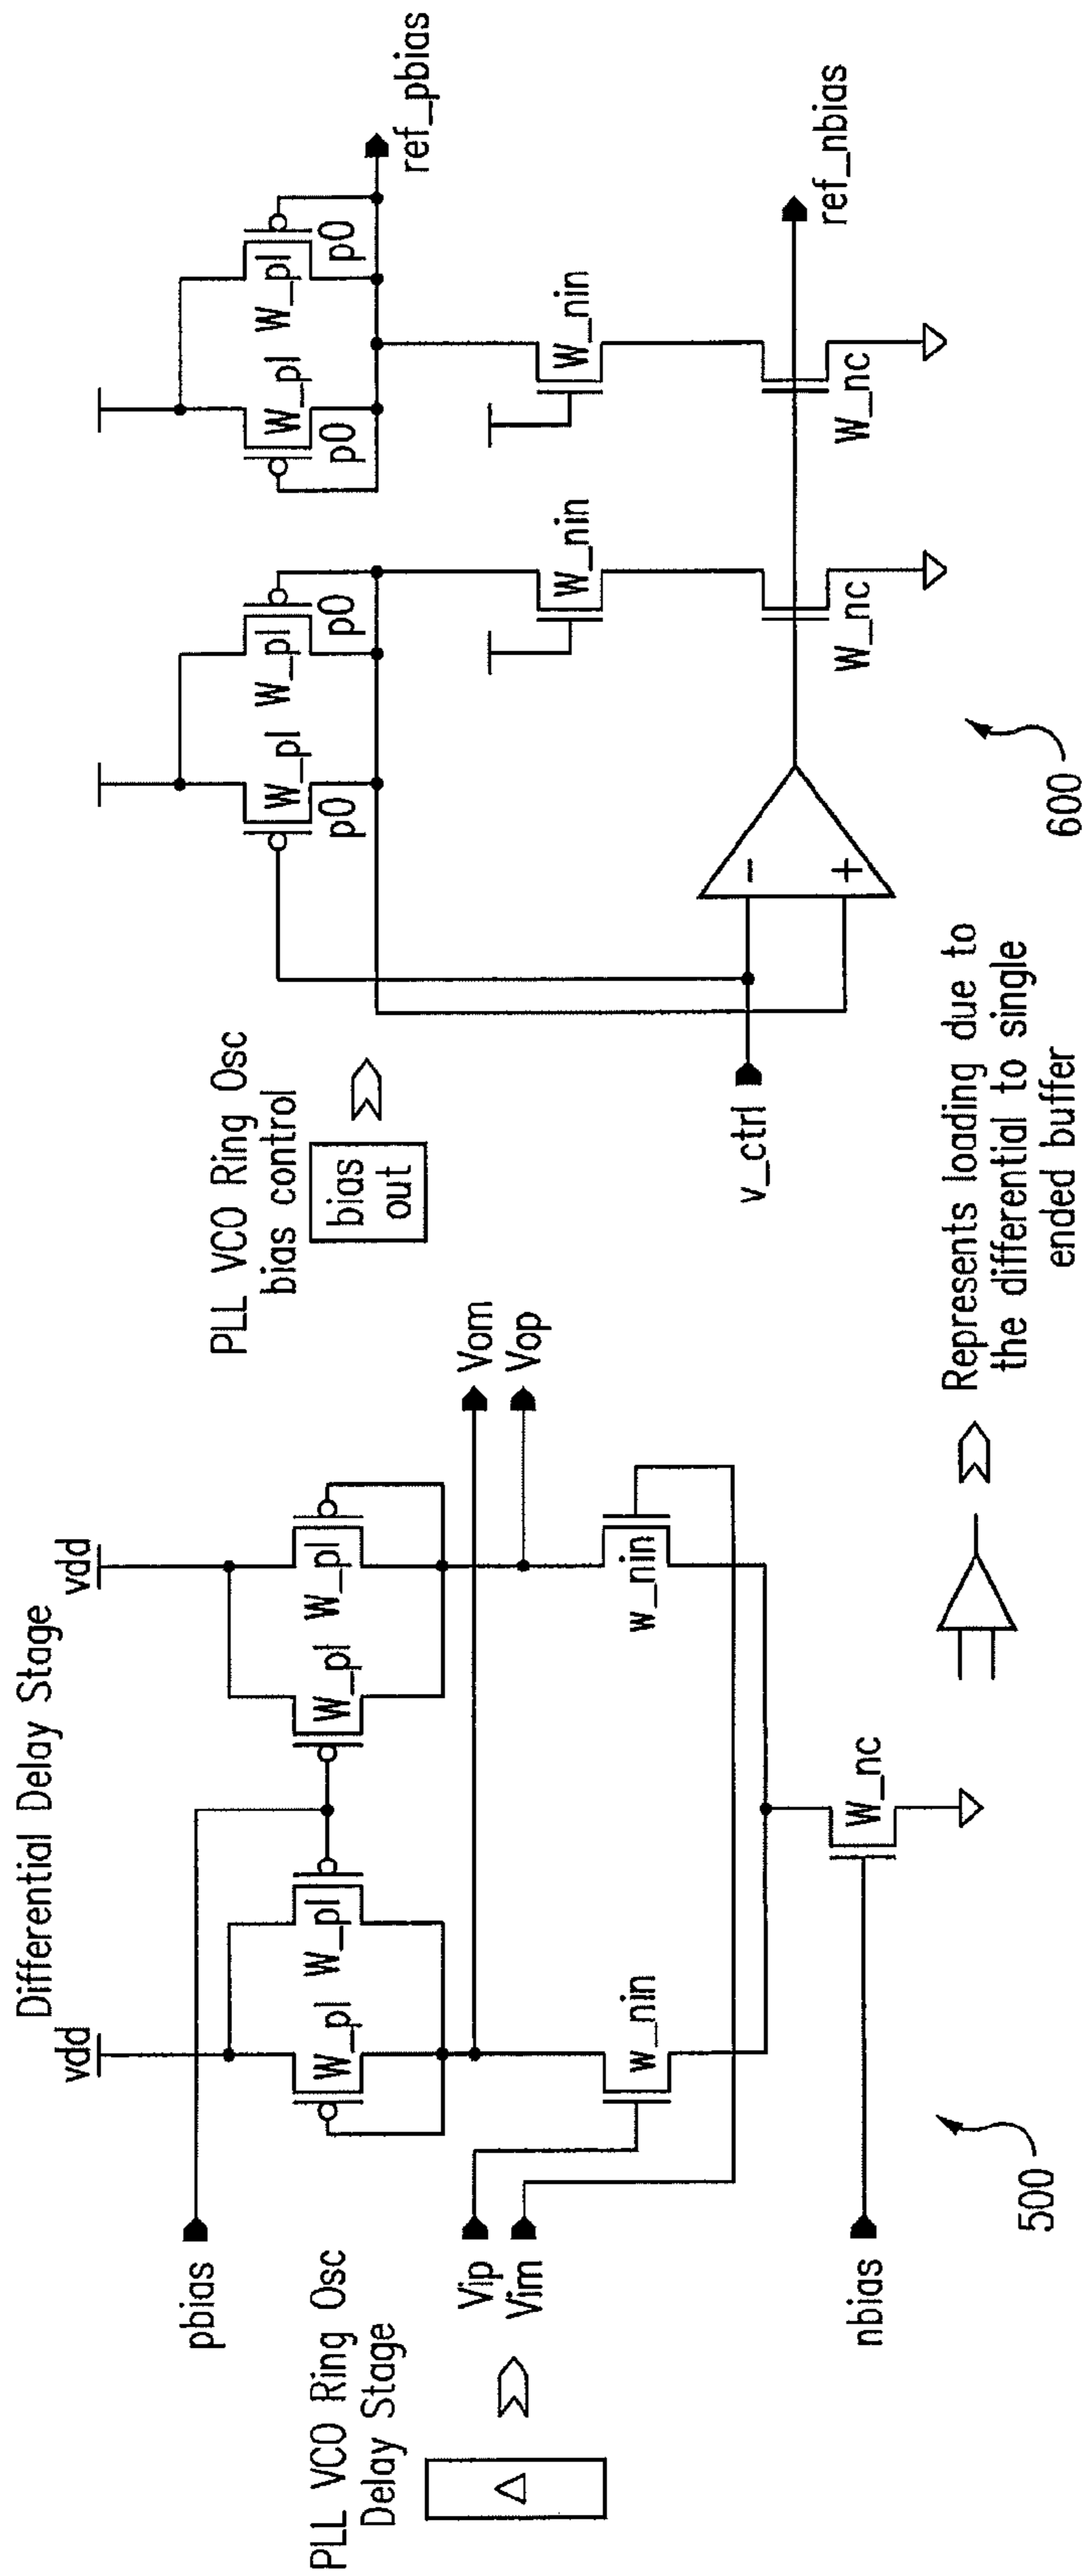 Differential Delay Stage
vdd
vdd
pbias
W_pl
W_pl
W_pl
W_pl
PLL VCO Ring Osc
Delay Stage
Δ
Vip
Vim
Vom
Vop
w_nin
w_nin
nbias
W_nc
500
Represents loading due to
the differential to single
ended buffer
PLL VCO Ring Osc
bias control
bias
out
W_pl
W_pl
p0
p0
W_pl
W_pl
p0
p0
ref_pbias
W_nin
W_nin
v_ctrl
-
+
ref_nbias
W_nc
W_nc
600